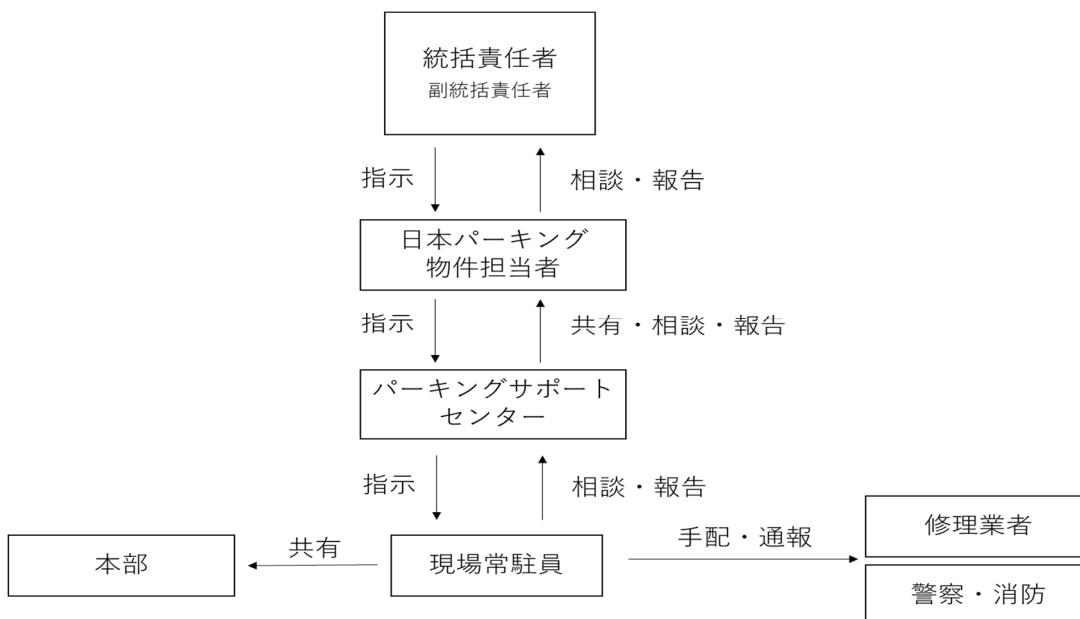 統括責任者
副統括責任者
指示
相談・報告
日本パーキング
物件担当者
指示
共有・相談・報告
パーキングサポート
センター
指示
相談・報告
本部
共有
現場常駐員
手配・通報
修理業者
警察・消防